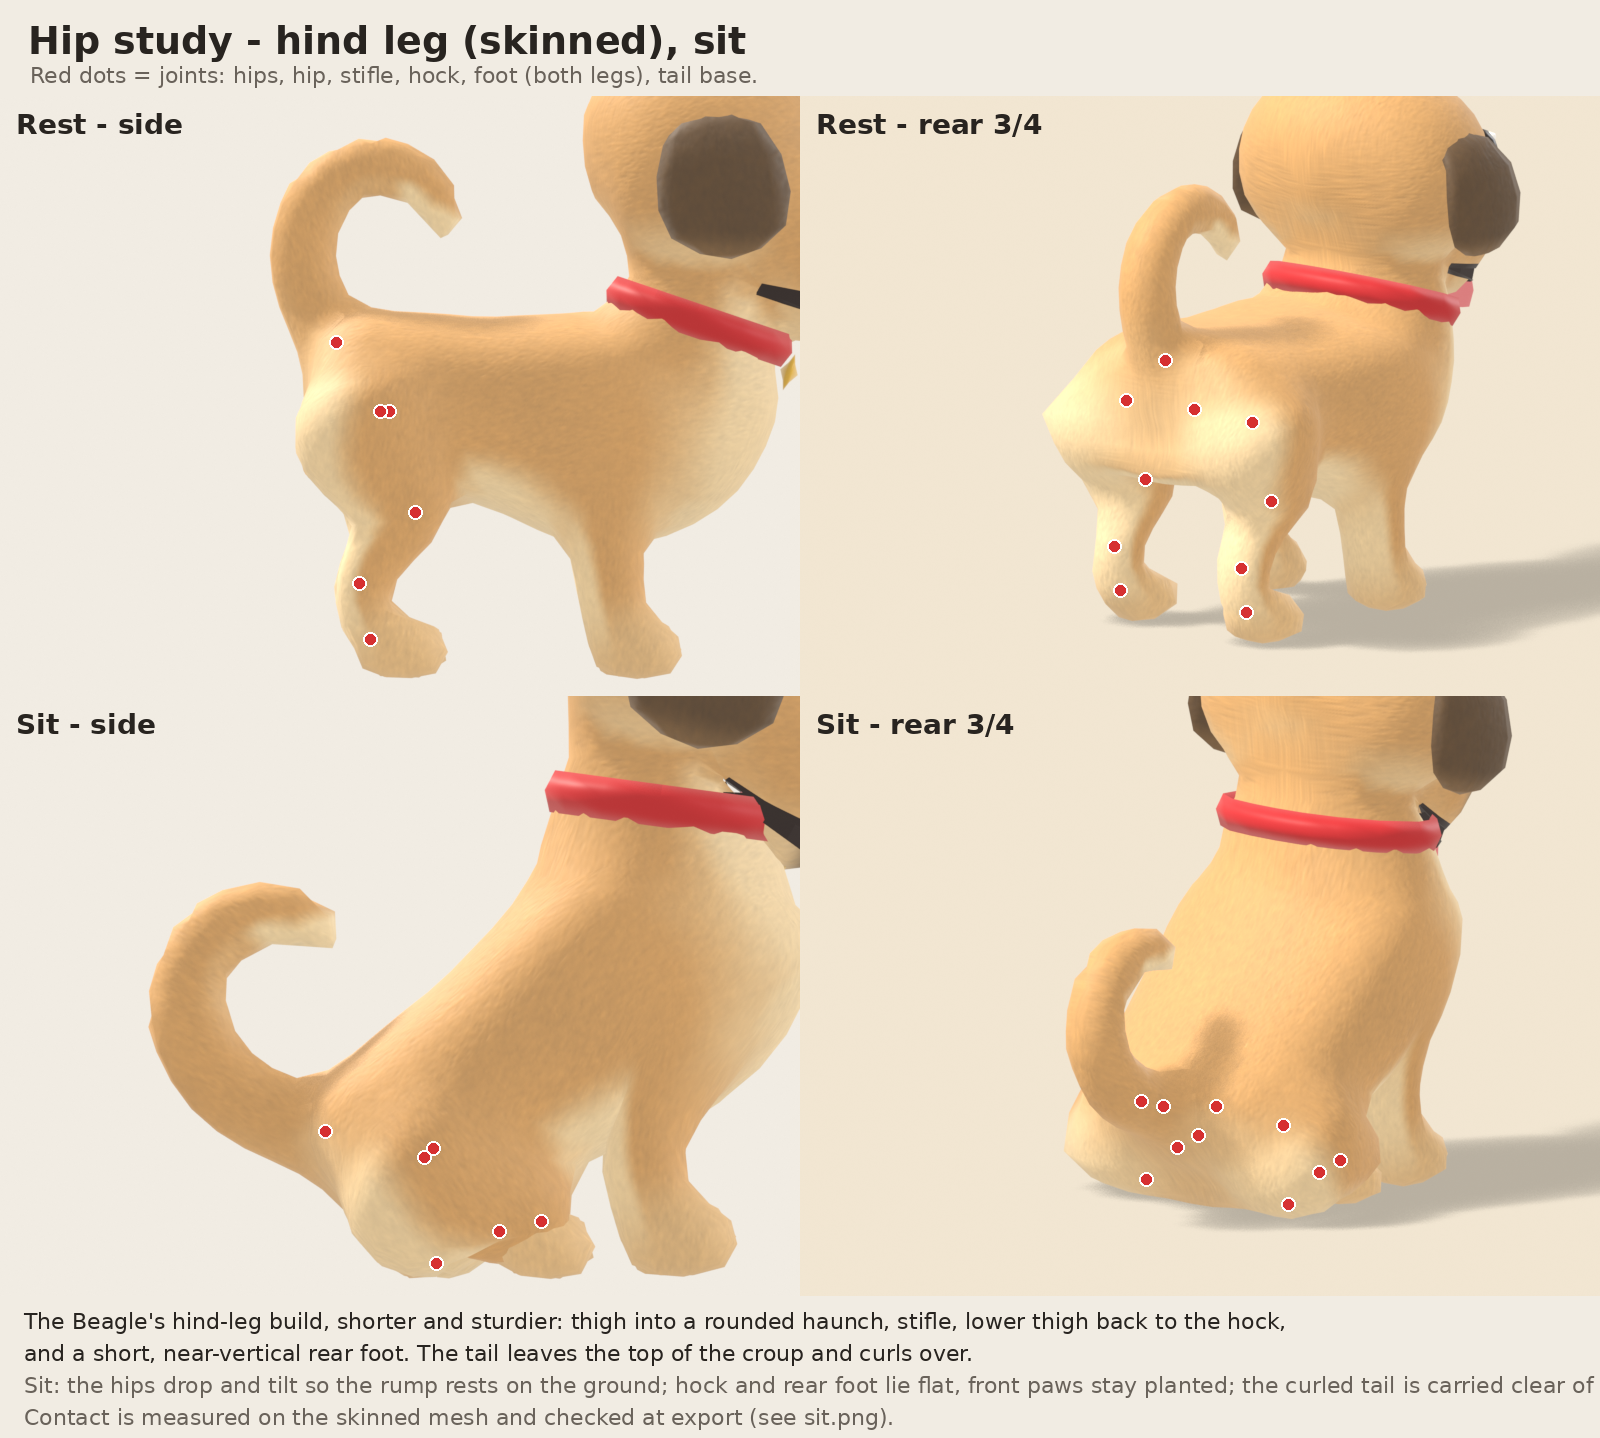 Hip study - hind leg (skinned), sit
Red dots = joints: hips, hip, stifle, hock, foot (both legs), tail base.
Rest - side
Rest - rear 3/4
Sit - side
Sit - rear 3/4
The Beagle's hind-leg build, shorter and sturdier: thigh into a rounded haunch, stifle, lower thigh back to the hock,
and a short, near-vertical rear foot. The tail leaves the top of the croup and curls over.
Sit: the hips drop and tilt so the rump rests on the ground; hock and rear foot lie flat, front paws stay planted; the curled tail is carried clear of
Contact is measured on the skinned mesh and checked at export (see sit.png).